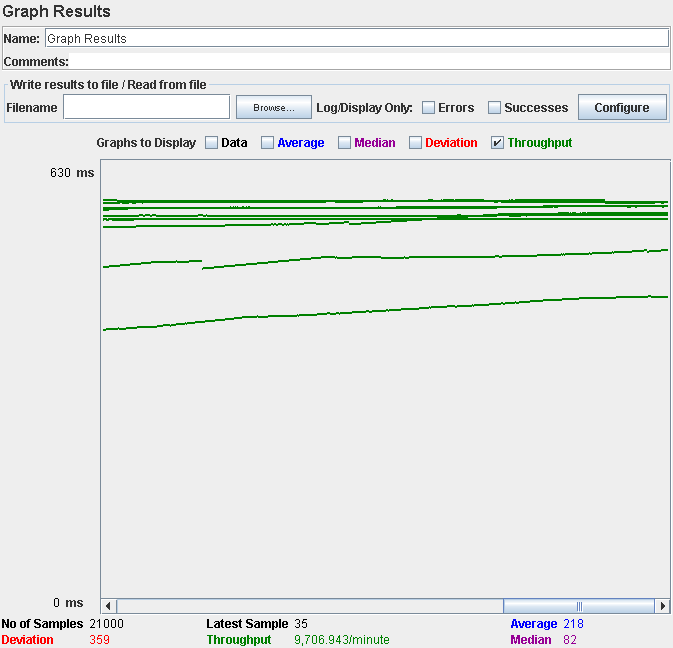 Graph Results
Name: Graph Results
Comments:
Write results to file / Read from file
Filename Browse... Log/Display Only: Errors Successes Configure
Graphs to Display Data Average Median Deviation Throughput
630 ms
0 ms
No of Samples 21000 Latest Sample 35 Average 218
Deviation 359 Throughput 9,706.943/minute Median 82